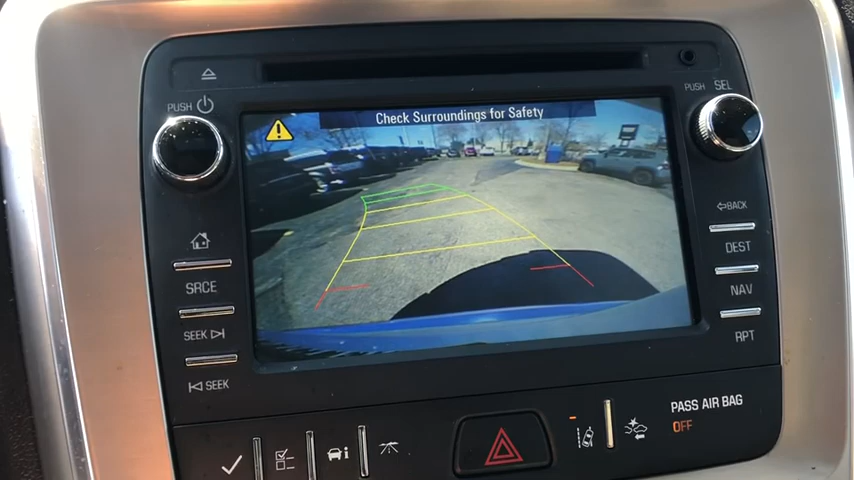 PUSH
PUSH SEL
Check Surroundings for Safety
BACK
SRCE
DEST
SEEK
NAV
SEEK
RPT
PASS AIR BAG
OFF